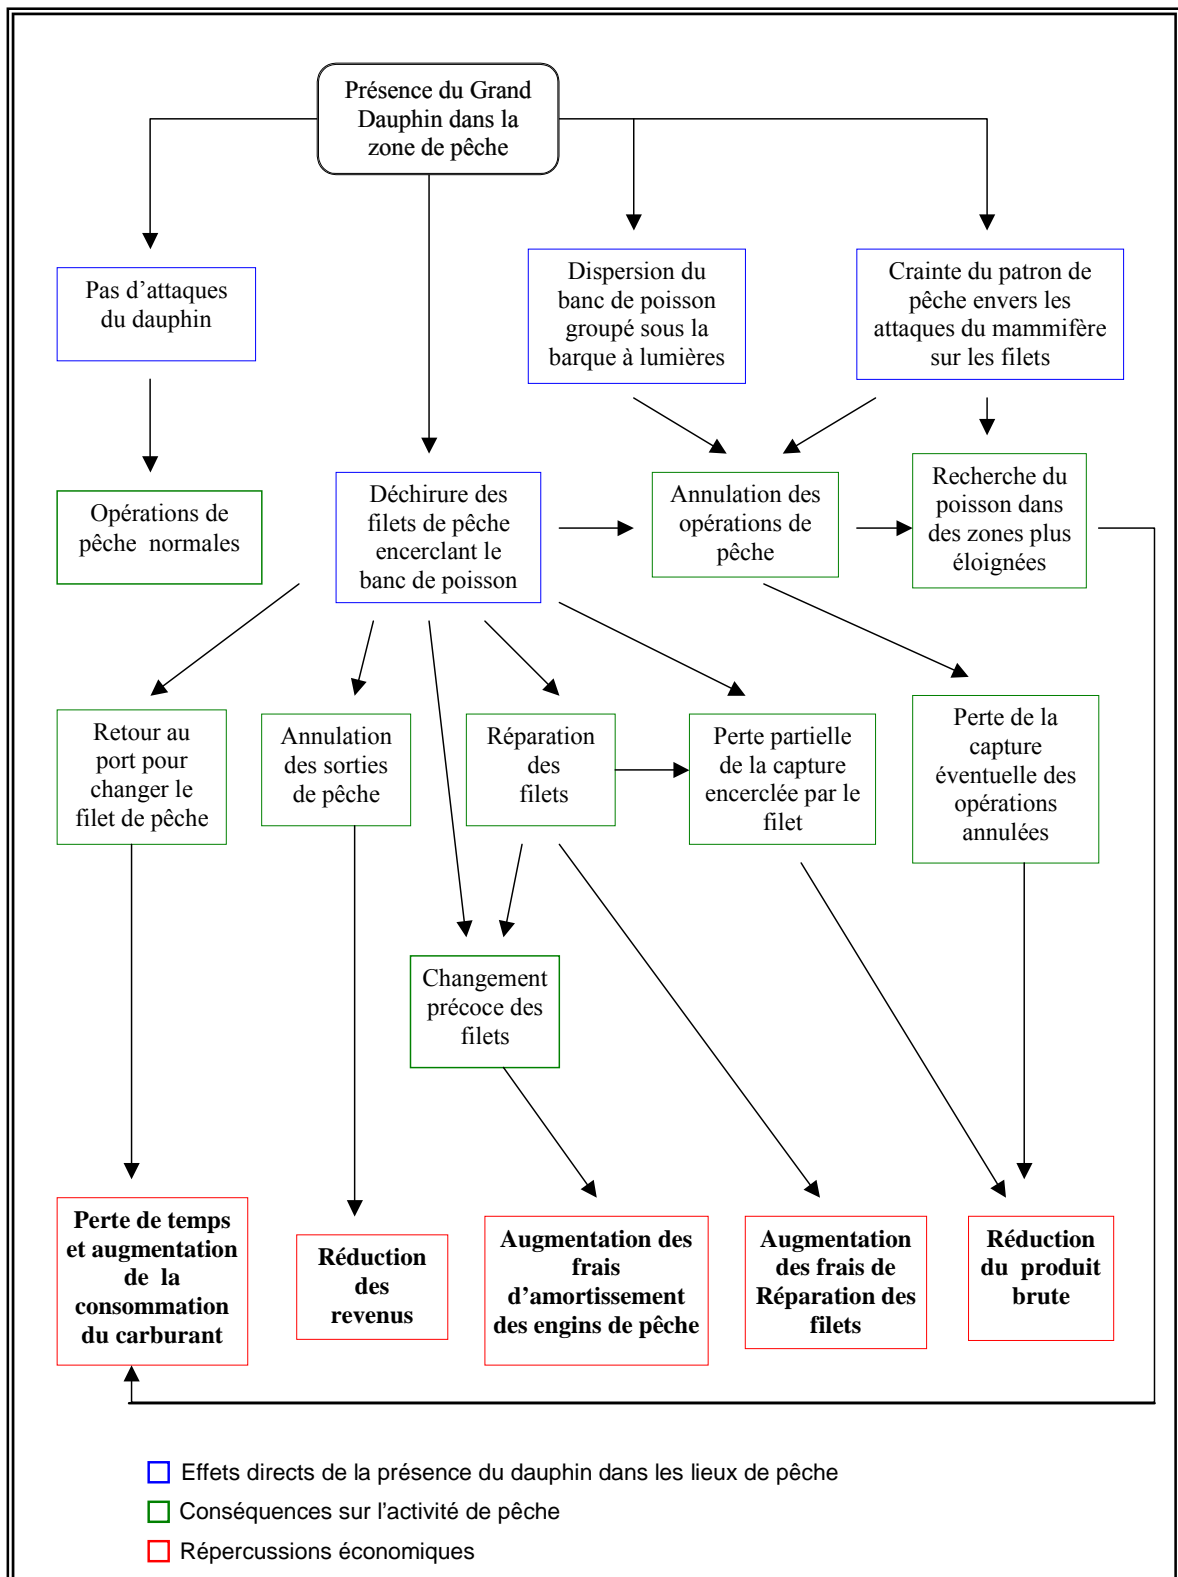 Présence du Grand
Dauphin dans la
zone de pêche
Pas d'attaques
du dauphin
Dispersion du
banc de poisson
groupé sous la
barque à lumières
Crainte du patron de
pêche envers les
attaques du mammifère
sur les filets
Opérations de
pêche normales
Déchirure des
filets de pêche
encerclant le
banc de poisson
Annulation des
opérations de
pêche
Recherche du
poisson dans
des zones plus
éloignées
Retour au
port pour
changer le
filet de pêche
Annulation
des sorties
de pêche
Réparation
des
filets
Perte partielle
de la capture
encerclée par le
filet
Perte de la
capture
éventuelle des
opérations
annulées
Changement
précoce des
filets
Perte de temps
et augmentation
de la
consommation
du carburant
Réduction
des
revenus
Augmentation des
frais
d'amortissement
des engins de pêche
Augmentation
des frais de
Réparation des
filets
Réduction
du produit
brute
Effets directs de la présence du dauphin dans les lieux de pêche
Conséquences sur l'activité de pêche
Répercussions économiques